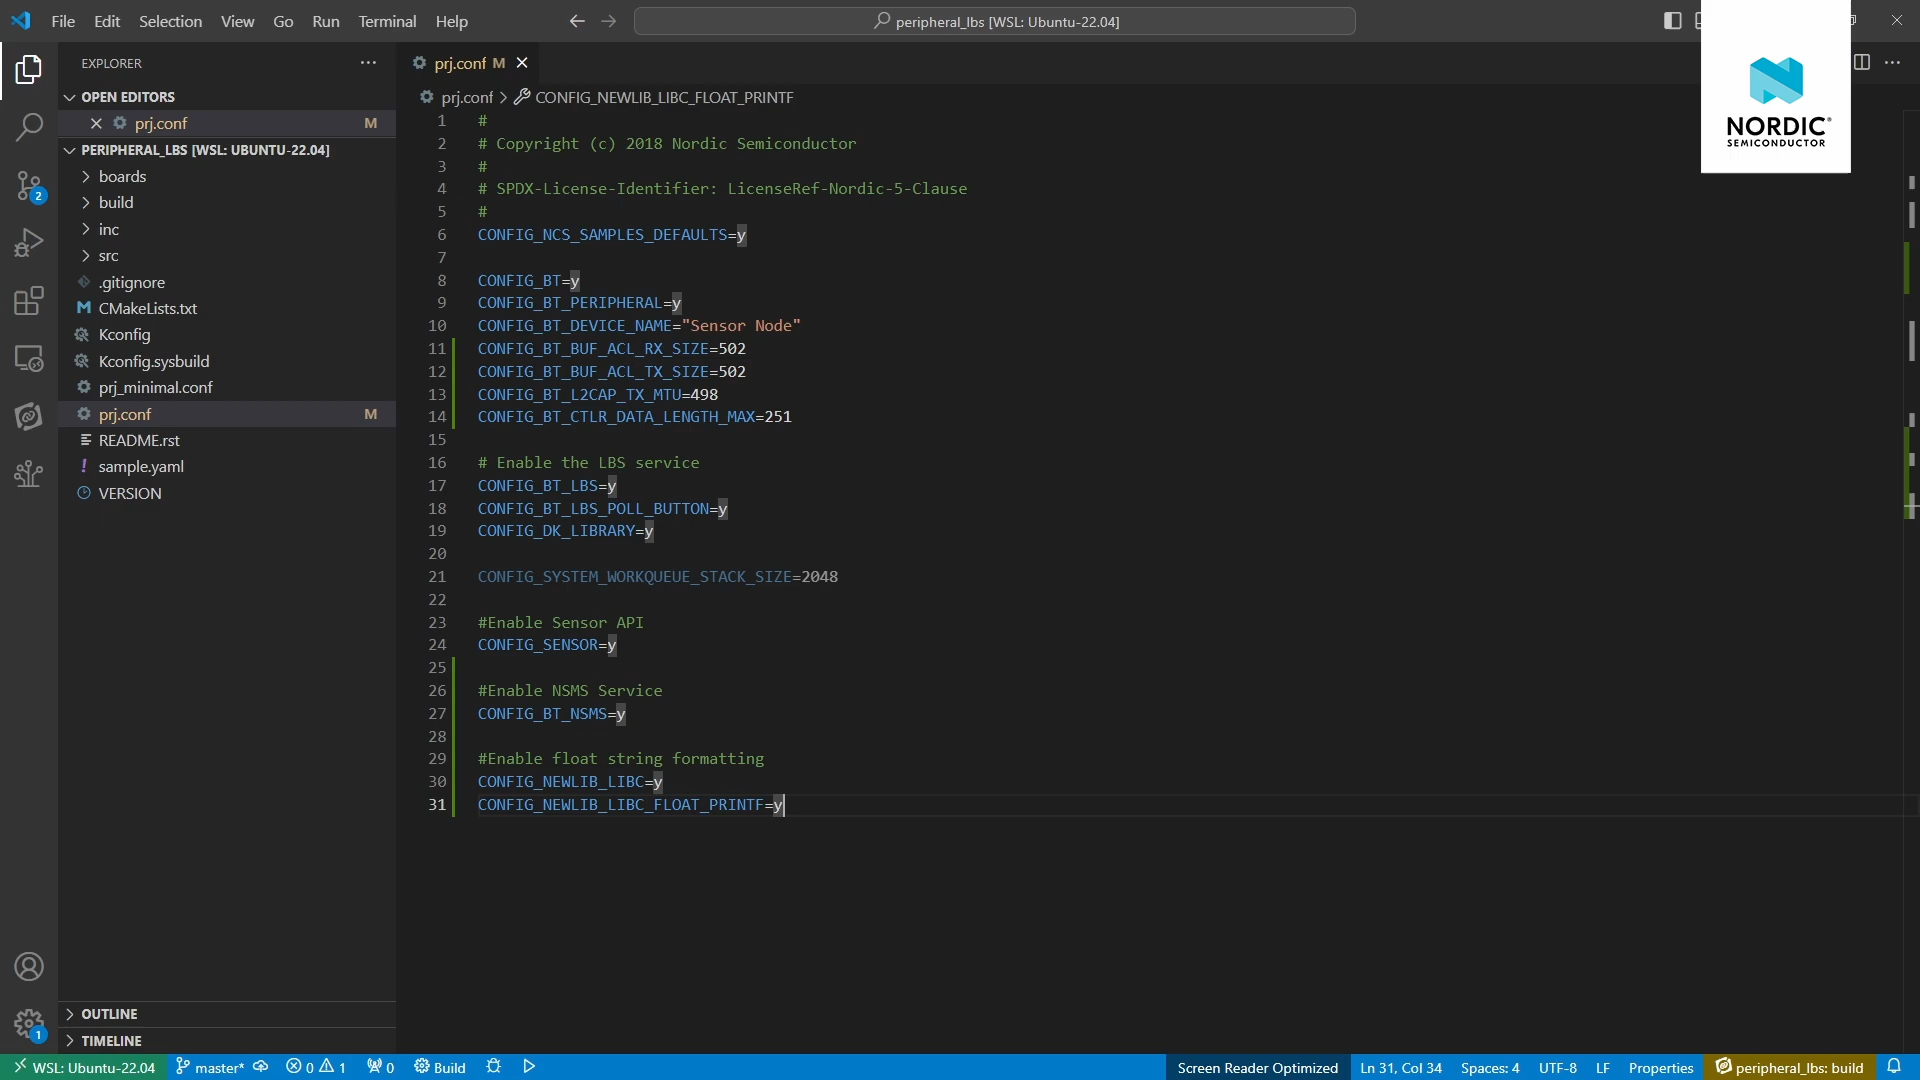 File Edit Selection View Go Run Terminal Help
peripheral_lbs [WSL: Ubuntu-22.04]
NORDIC®
SEMICONDUCTOR
EXPLORER
OPEN EDITORS
prj.conf M
PERIPHERAL_LBS [WSL: UBUNTU-22.04]
boards
build
inc
src
.gitignore
CMakeLists.txt
Kconfig
Kconfig.sysbuild
prj_minimal.conf
prj.conf M
README.rst
sample.yaml
VERSION
OUTLINE
TIMELINE
2
1
prj.conf M
prj.conf > CONFIG_NEWLIB_LIBC_FLOAT_PRINTF
1 #
2 # Copyright (c) 2018 Nordic Semiconductor
3 #
4 # SPDX-License-Identifier: LicenseRef-Nordic-5-Clause
5 #
6 CONFIG_NCS_SAMPLES_DEFAULTS=y
7
8 CONFIG_BT=y
9 CONFIG_BT_PERIPHERAL=y
10 CONFIG_BT_DEVICE_NAME="Sensor Node"
11 CONFIG_BT_BUF_ACL_RX_SIZE=502
12 CONFIG_BT_BUF_ACL_TX_SIZE=502
13 CONFIG_BT_L2CAP_TX_MTU=498
14 CONFIG_BT_CTLR_DATA_LENGTH_MAX=251
15
16 # Enable the LBS service
17 CONFIG_BT_LBS=y
18 CONFIG_BT_LBS_POLL_BUTTON=y
19 CONFIG_DK_LIBRARY=y
20
21 CONFIG_SYSTEM_WORKQUEUE_STACK_SIZE=2048
22
23 #Enable Sensor API
24 CONFIG_SENSOR=y
25
26 #Enable NSMS Service
27 CONFIG_BT_NSMS=y
28
29 #Enable float string formatting
30 CONFIG_NEWLIB_LIBC=y
31 CONFIG_NEWLIB_LIBC_FLOAT_PRINTF=y
WSL: Ubuntu-22.04 master* 0 1 0 Build Screen Reader Optimized Ln 31, Col 34 Spaces: 4 UTF-8 LF Properties peripheral_lbs: build